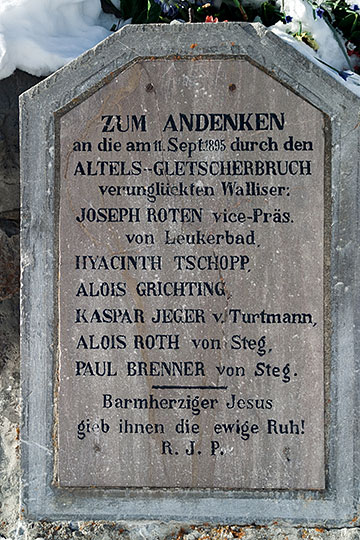 ZUM ANDENKEN
an die am 11. Sept. 1895 durch den
ALTELS-GLETSCHERBRUCH
verunglückten Walliser:
JOSEPH ROTEN vice-Präs.
von Leukerbad,
HYACINTH TSCHOPP,
ALOIS GRICHTING,
KASPAR JEGER v. Turtmann,
ALOIS ROTH von Steg,
PAUL BRENNER von Steg.
Barmherziger Jesus
gieb ihnen die ewige Ruh!
R. J. P.